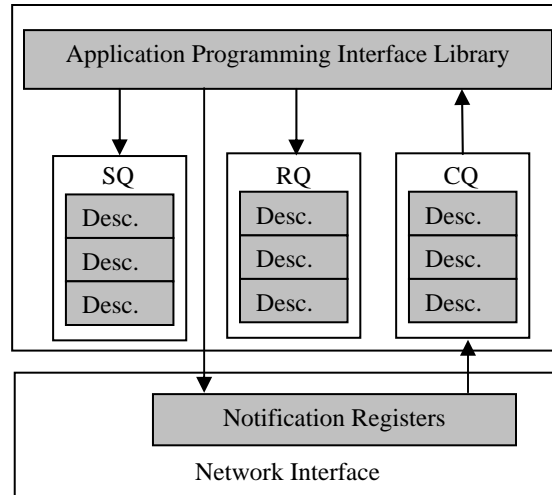 Application Programming Interface Library
SQ
RQ
CQ
Desc.
Desc.
Desc.
Desc.
Desc.
Desc.
Desc.
Desc.
Desc.
Notification Registers
Network Interface